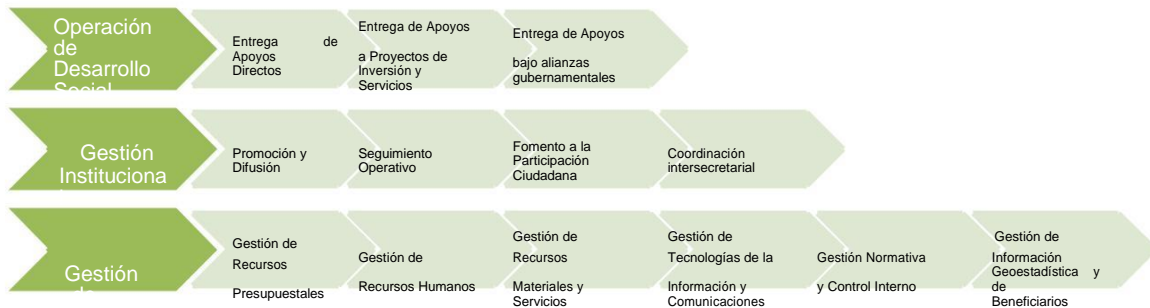 Operación
de
Desarrollo
Social
Entrega de
Apoyos
Directos
Entrega de Apoyos
a Proyectos de
Inversión y
Servicios
Entrega de Apoyos
bajo alianzas
gubernamentales
Gestión
Instituciona
Promoción y
Difusión
Seguimiento
Operativo
Fomento a la
Participación
Ciudadana
Coordinación
intersecretarial
Gestión
de
Gestión de
Recursos
Presupuestales
Gestión de
Recursos Humanos
Gestión de
Recursos
Materiales y
Servicios
Gestión de
Tecnologías de la
Información y
Comunicaciones
Gestión Normativa
y Control Interno
Gestión de
Información
Geoestadística y
de
Beneficiarios